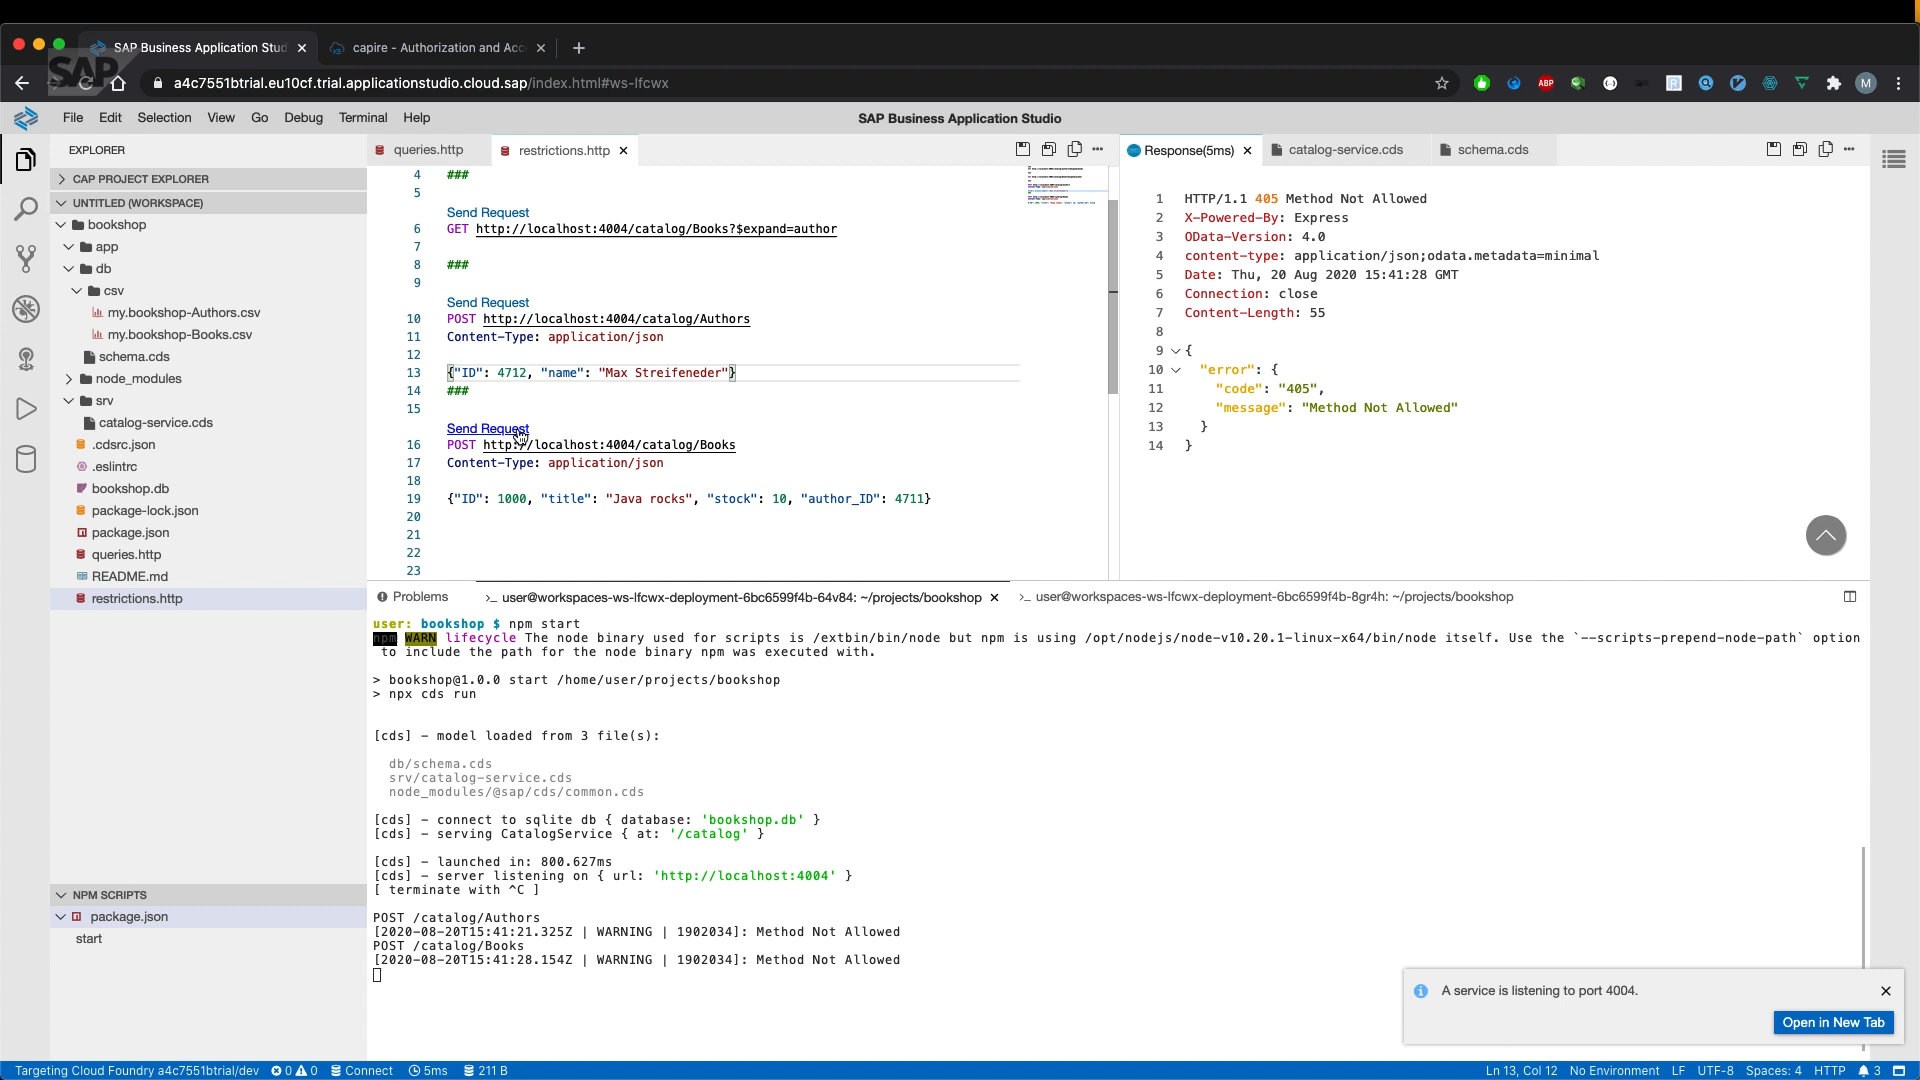 SAP Business Application Stud
capire - Authorization and Acc
SAP
a4c7551btrial.eu10cf.trial.applicationstudio.cloud.sap/index.html#ws-lfcwx
ABP
M
File Edit Selection View Go Debug Terminal Help
SAP Business Application Studio
EXPLORER
CAP PROJECT EXPLORER
UNTITLED (WORKSPACE)
bookshop
app
db
csv
my.bookshop-Authors.csv
my.bookshop-Books.csv
schema.cds
node_modules
srv
catalog-service.cds
.cdsrc.json
.eslintrc
bookshop.db
package-lock.json
package.json
queries.http
README.md
restrictions.http
NPM SCRIPTS
package.json
start
queries.http
restrictions.http
4 ###
5
Send Request
6 GET http://localhost:4004/catalog/Books?$expand=author
7
8 ###
9
Send Request
10 POST http://localhost:4004/catalog/Authors
11 Content-Type: application/json
12
13 {"ID": 4712, "name": "Max Streifeneder"}
14 ###
15
Send Request
16 POST http://localhost:4004/catalog/Books
17 Content-Type: application/json
18
19 {"ID": 1000, "title": "Java rocks", "stock": 10, "author_ID": 4711}
20
21
22
23
Response(5ms)
catalog-service.cds
schema.cds
1 HTTP/1.1 405 Method Not Allowed
2 X-Powered-By: Express
3 OData-Version: 4.0
4 content-type: application/json;odata.metadata=minimal
5 Date: Thu, 20 Aug 2020 15:41:28 GMT
6 Connection: close
7 Content-Length: 55
8
9 {
10 "error": {
11 "code": "405",
12 "message": "Method Not Allowed"
13 }
14 }
Problems
>_ user@workspaces-ws-lfcwx-deployment-6bc6599f4b-64v84: ~/projects/bookshop
>_ user@workspaces-ws-lfcwx-deployment-6bc6599f4b-8gr4h: ~/projects/bookshop
user: bookshop $ npm start
npm WARN lifecycle The node binary used for scripts is /extbin/bin/node but npm is using /opt/nodejs/node-v10.20.1-linux-x64/bin/node itself. Use the `--scripts-prepend-node-path` option
to include the path for the node binary npm was executed with.
> bookshop@1.0.0 start /home/user/projects/bookshop
> npx cds run
[cds] - model loaded from 3 file(s):
db/schema.cds
srv/catalog-service.cds
node_modules/@sap/cds/common.cds
[cds] - connect to sqlite db { database: 'bookshop.db' }
[cds] - serving CatalogService { at: '/catalog' }
[cds] - launched in: 800.627ms
[cds] - server listening on { url: 'http://localhost:4004' }
[ terminate with ^C ]
POST /catalog/Authors
[2020-08-20T15:41:21.325Z | WARNING | 1902034]: Method Not Allowed
POST /catalog/Books
[2020-08-20T15:41:28.154Z | WARNING | 1902034]: Method Not Allowed
A service is listening to port 4004.
Open in New Tab
Targeting Cloud Foundry a4c7551btrial/dev 0 0 Connect 5ms 211 B
Ln 13, Col 12 No Environment LF UTF-8 Spaces: 4 HTTP 3